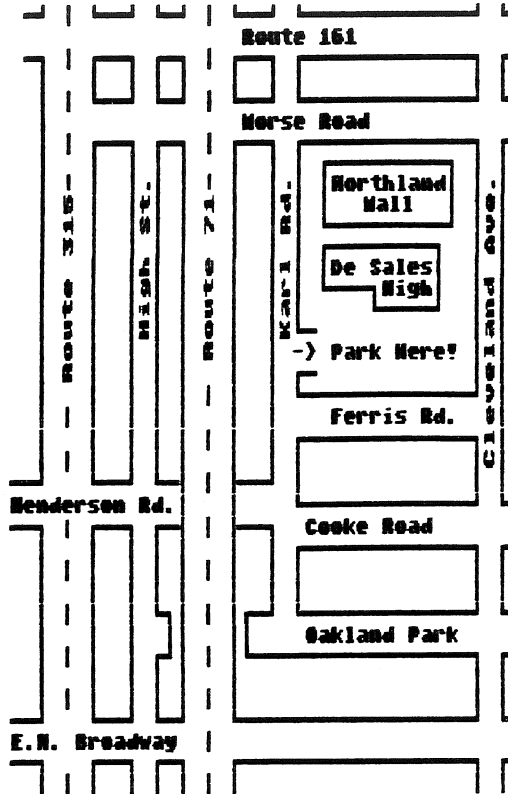 Route 161
Morse Road
Northland
Mall
Route 315
High St.
Route 71
Karl Rd.
Cleveland Ave.
De Sales
High
-> Park Here!
Ferris Rd.
Henderson Rd.
Cooke Road
Oakland Park
E.N. Broadway